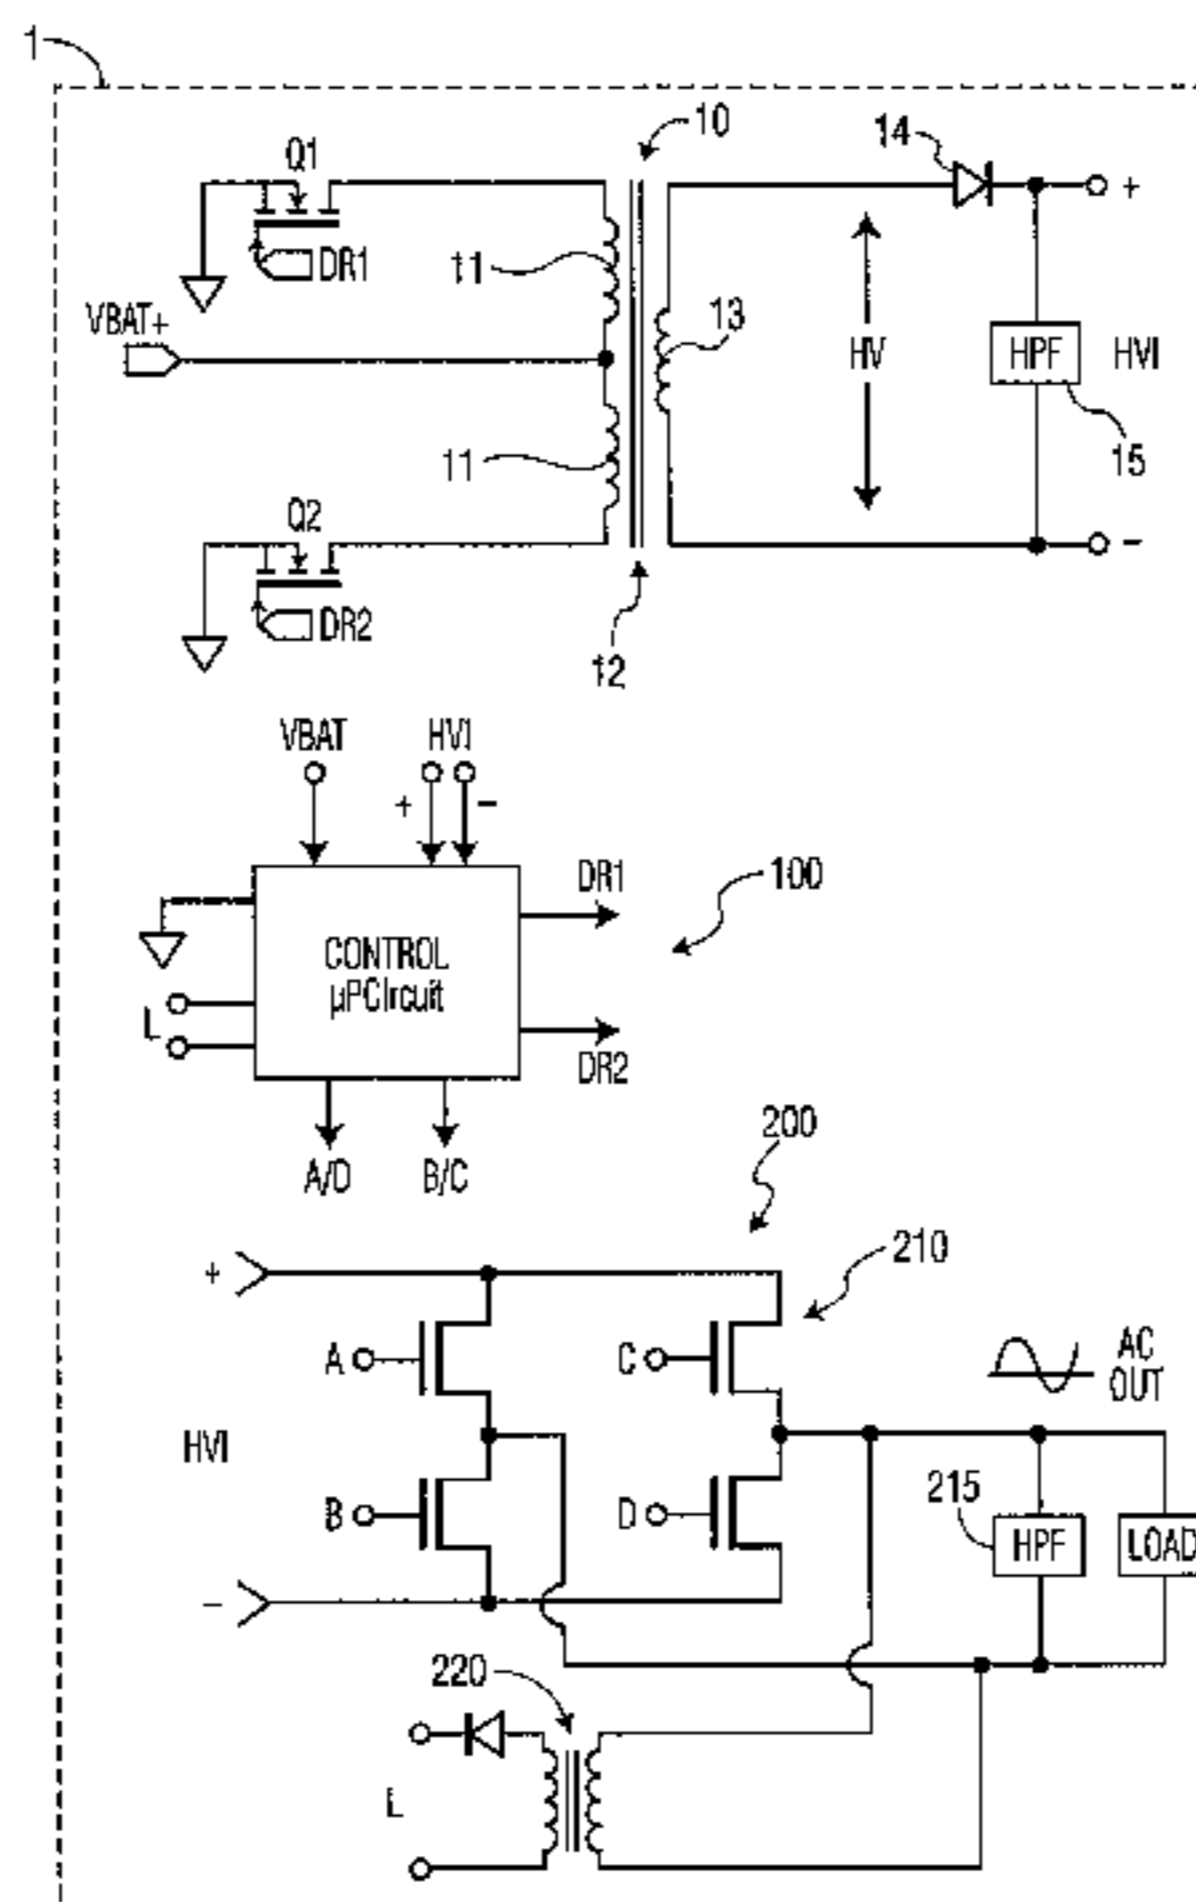 1
10
14
Q1
+
DR1
11
13
VBAT+
HV
HPF
HVI
11
15
Q2
-
DR2
12
VBAT
HVI
+
-
DR1
100
CONTROL
µPCIrcuit
L
DR2
200
A/D
B/C
210
+
A
C
AC
OUT
HVI
215
B
D
HPF
LOAD
-
220
L